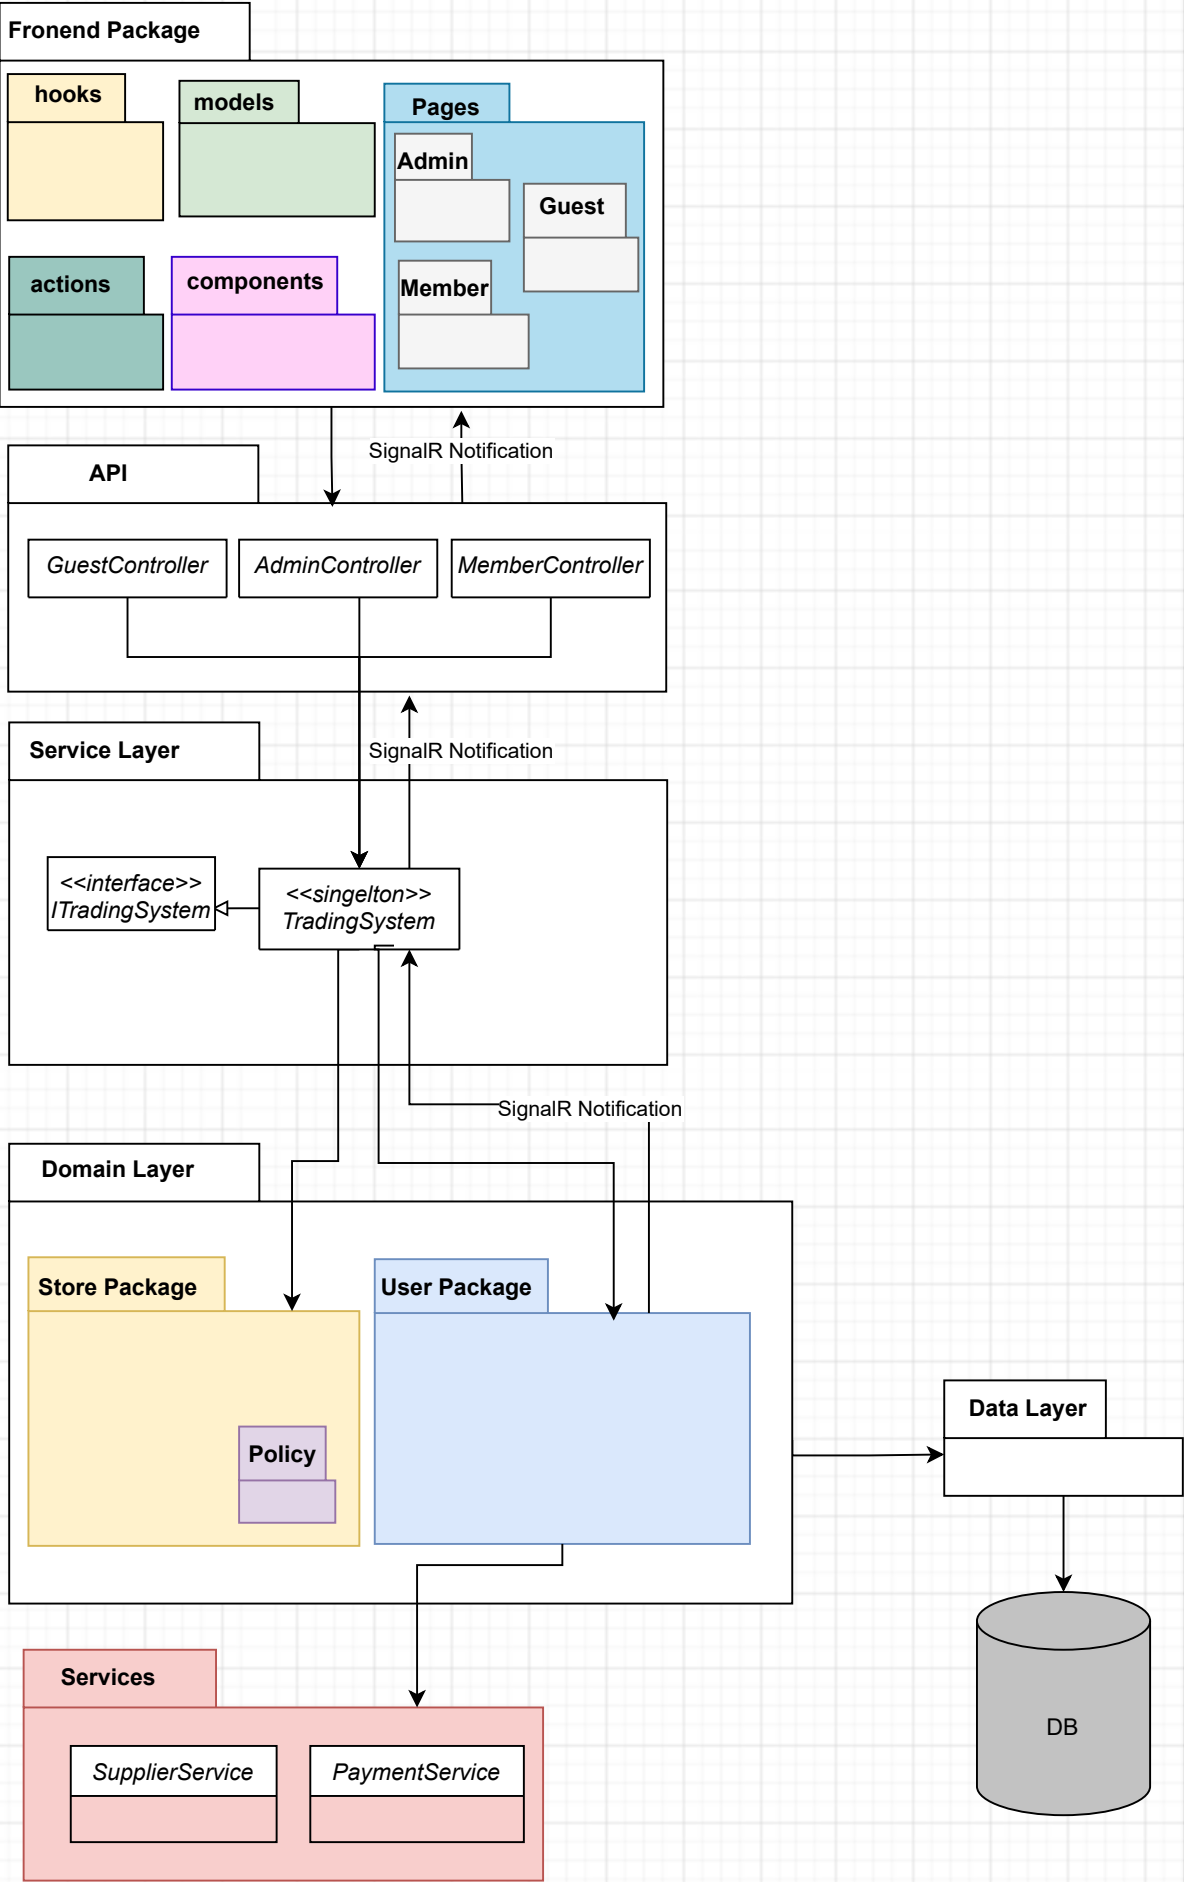 Fronend Package
hooks
models
Pages
Admin
Guest
actions
components
Member
SignalR Notification
API
GuestController
AdminController
MemberController
Service Layer
SignalR Notification
<<interface>>
ITradingSystem
<<singelton>>
TradingSystem
SignalR Notification
Domain Layer
Store Package
User Package
Policy
Data Layer
Services
SupplierService
PaymentService
DB